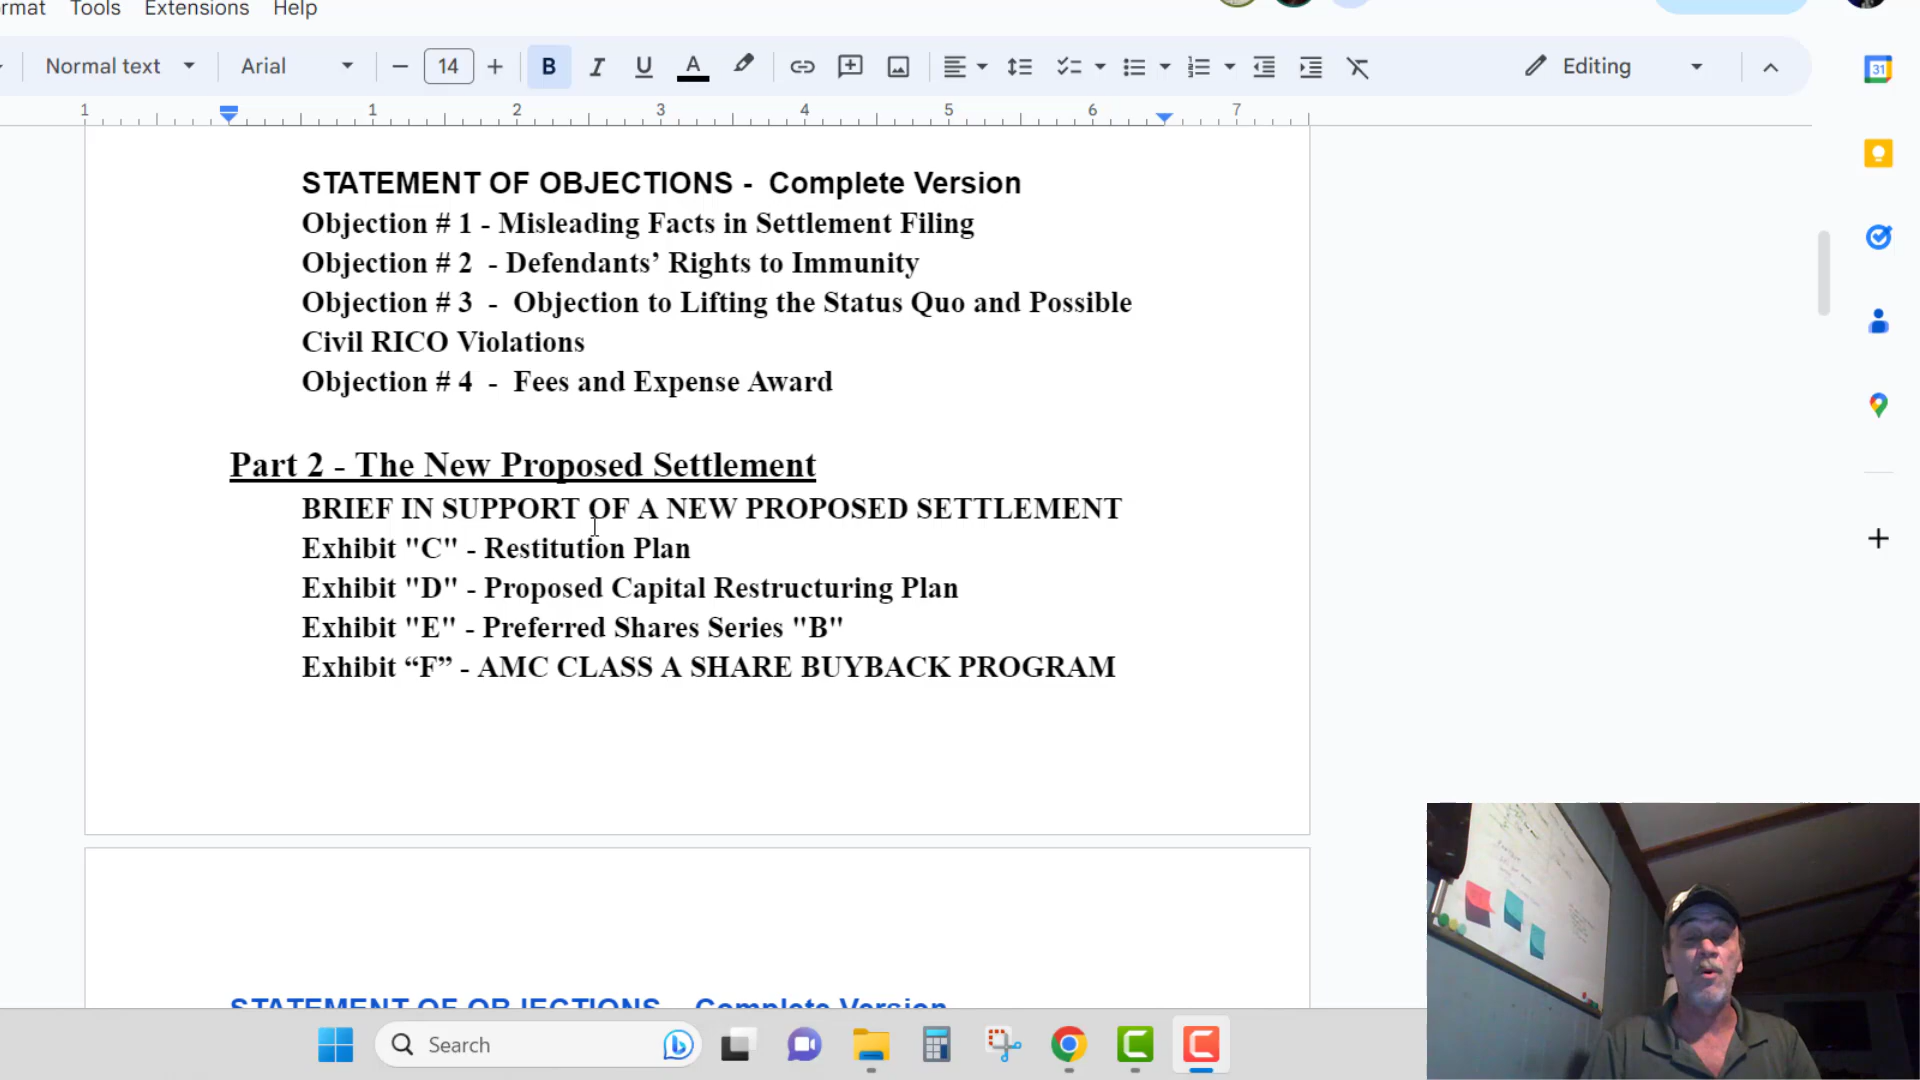 Tools Extensions Help
Normal text Arial 14 B I U A Editing
31
1 1 2 3 4 5 6 7
STATEMENT OF OBJECTIONS - Complete Version
Objection # 1 - Misleading Facts in Settlement Filing
Objection # 2 - Defendants’ Rights to Immunity
Objection # 3 - Objection to Lifting the Status Quo and Possible
Civil RICO Violations
Objection # 4 - Fees and Expense Award
Part 2 - The New Proposed Settlement
BRIEF IN SUPPORT OF A NEW PROPOSED SETTLEMENT
Exhibit "C" - Restitution Plan
Exhibit "D" - Proposed Capital Restructuring Plan
Exhibit "E" - Preferred Shares Series "B"
Exhibit “F” - AMC CLASS A SHARE BUYBACK PROGRAM
STATEMENT OF OBJECTIONS - Complete Version
Search